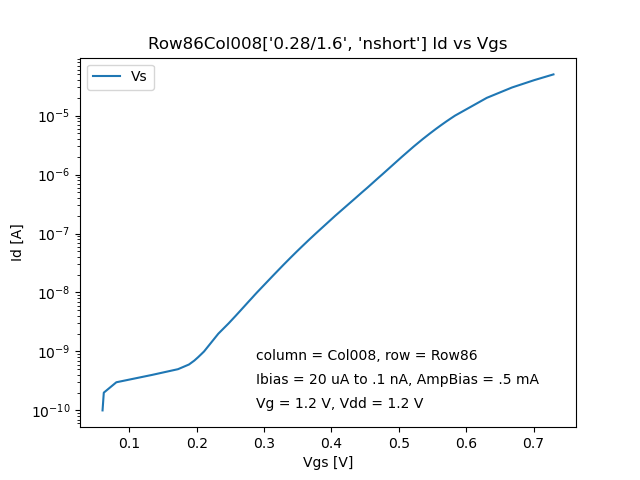 Row86Col008['0.28/1.6', 'nshort'] Id vs Vgs
Vs
10⁻⁵
10⁻⁶
10⁻⁷
10⁻⁸
10⁻⁹
10⁻¹⁰
Id [A]
column = Col008, row = Row86
Ibias = 20 uA to .1 nA, AmpBias = .5 mA
Vg = 1.2 V, Vdd = 1.2 V
0.1 0.2 0.3 0.4 0.5 0.6 0.7
Vgs [V]